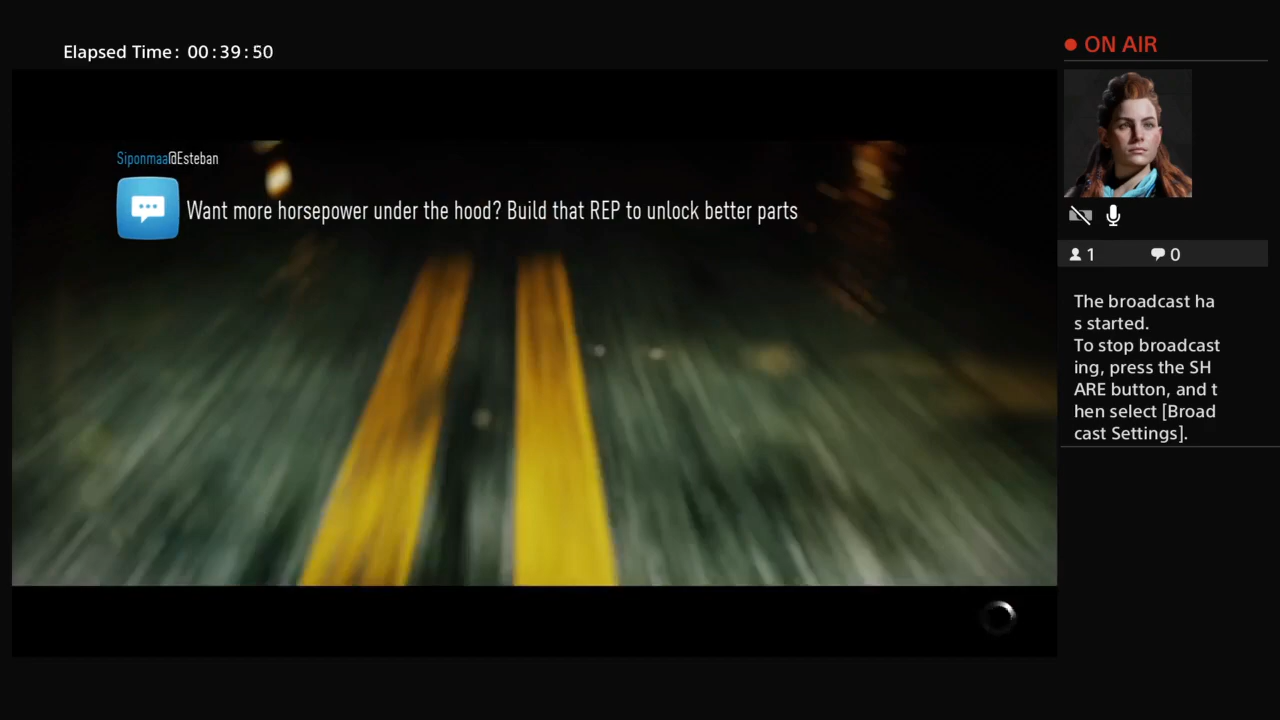 Elapsed Time: 00:39:50
ON AIR
Siponmaa@Esteban
Want more horsepower under the hood? Build that REP to unlock better parts
1
0
The broadcast ha
s started.
To stop broadcast
ing, press the SH
ARE button, and t
hen select [Broad
cast Settings].